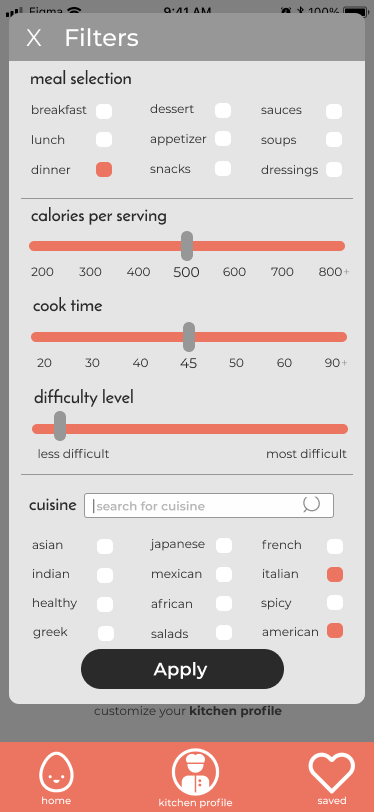 Figma 9:41 AM 100%
X Filters
meal selection
breakfast dessert sauces
lunch appetizer soups
dinner snacks dressings
calories per serving
200 300 400 500 600 700 800+
cook time
20 30 40 45 50 60 90+
difficulty level
less difficult most difficult
cuisine search for cuisine
asian japanese french
indian mexican italian
healthy african spicy
greek salads american
Apply
customize your kitchen profile
home kitchen profile saved